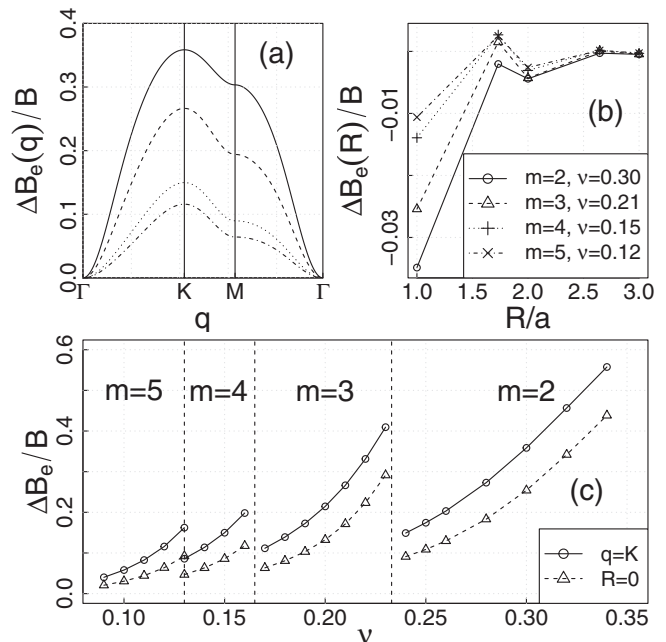 (a)
ΔB_e(q)/B
0.0 0.1 0.2 0.3 0.4
Γ K M Γ
q
(b)
ΔB_e(R)/B
-0.03 -0.01
m=2, ν=0.30
m=3, ν=0.21
m=4, ν=0.15
m=5, ν=0.12
1.0 1.5 2.0 2.5 3.0
R/a
(c)
ΔB_e/B
0.0 0.2 0.4 0.6
m=5 m=4 m=3 m=2
q=K
R=0
0.10 0.15 0.20 0.25 0.30 0.35
ν